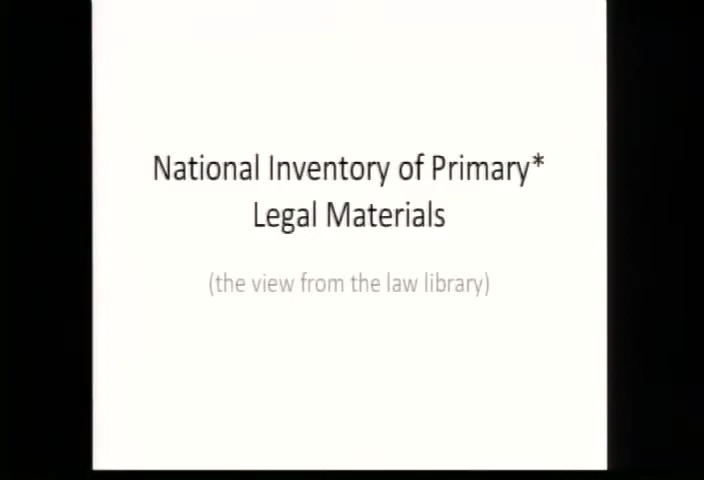 National Inventory of Primary*
Legal Materials
(the view from the law library)